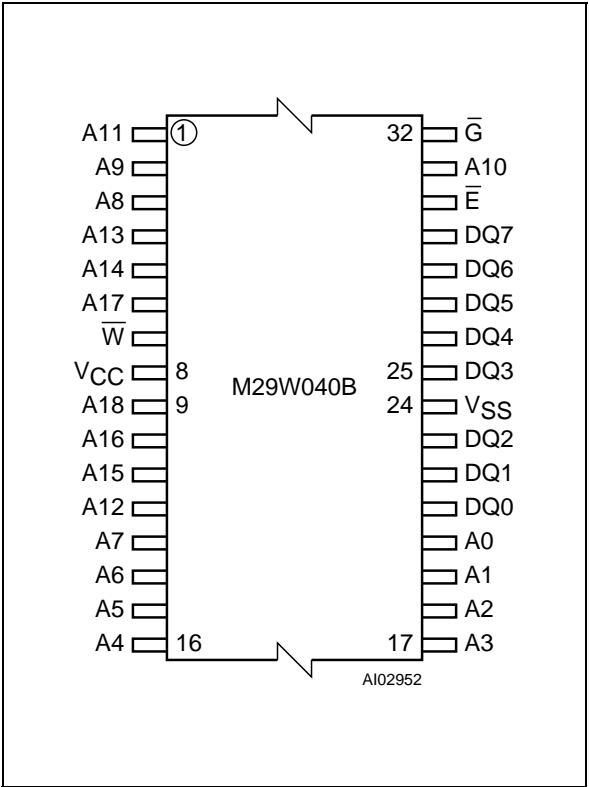 A11 1 32 G̅
A9 A10
A8 E̅
A13 DQ7
A14 DQ6
A17 DQ5
W̅ DQ4
VCC 8 25 DQ3
M29W040B
A18 9 24 VSS
A16 DQ2
A15 DQ1
A12 DQ0
A7 A0
A6 A1
A5 A2
A4 16 17 A3
AI02952